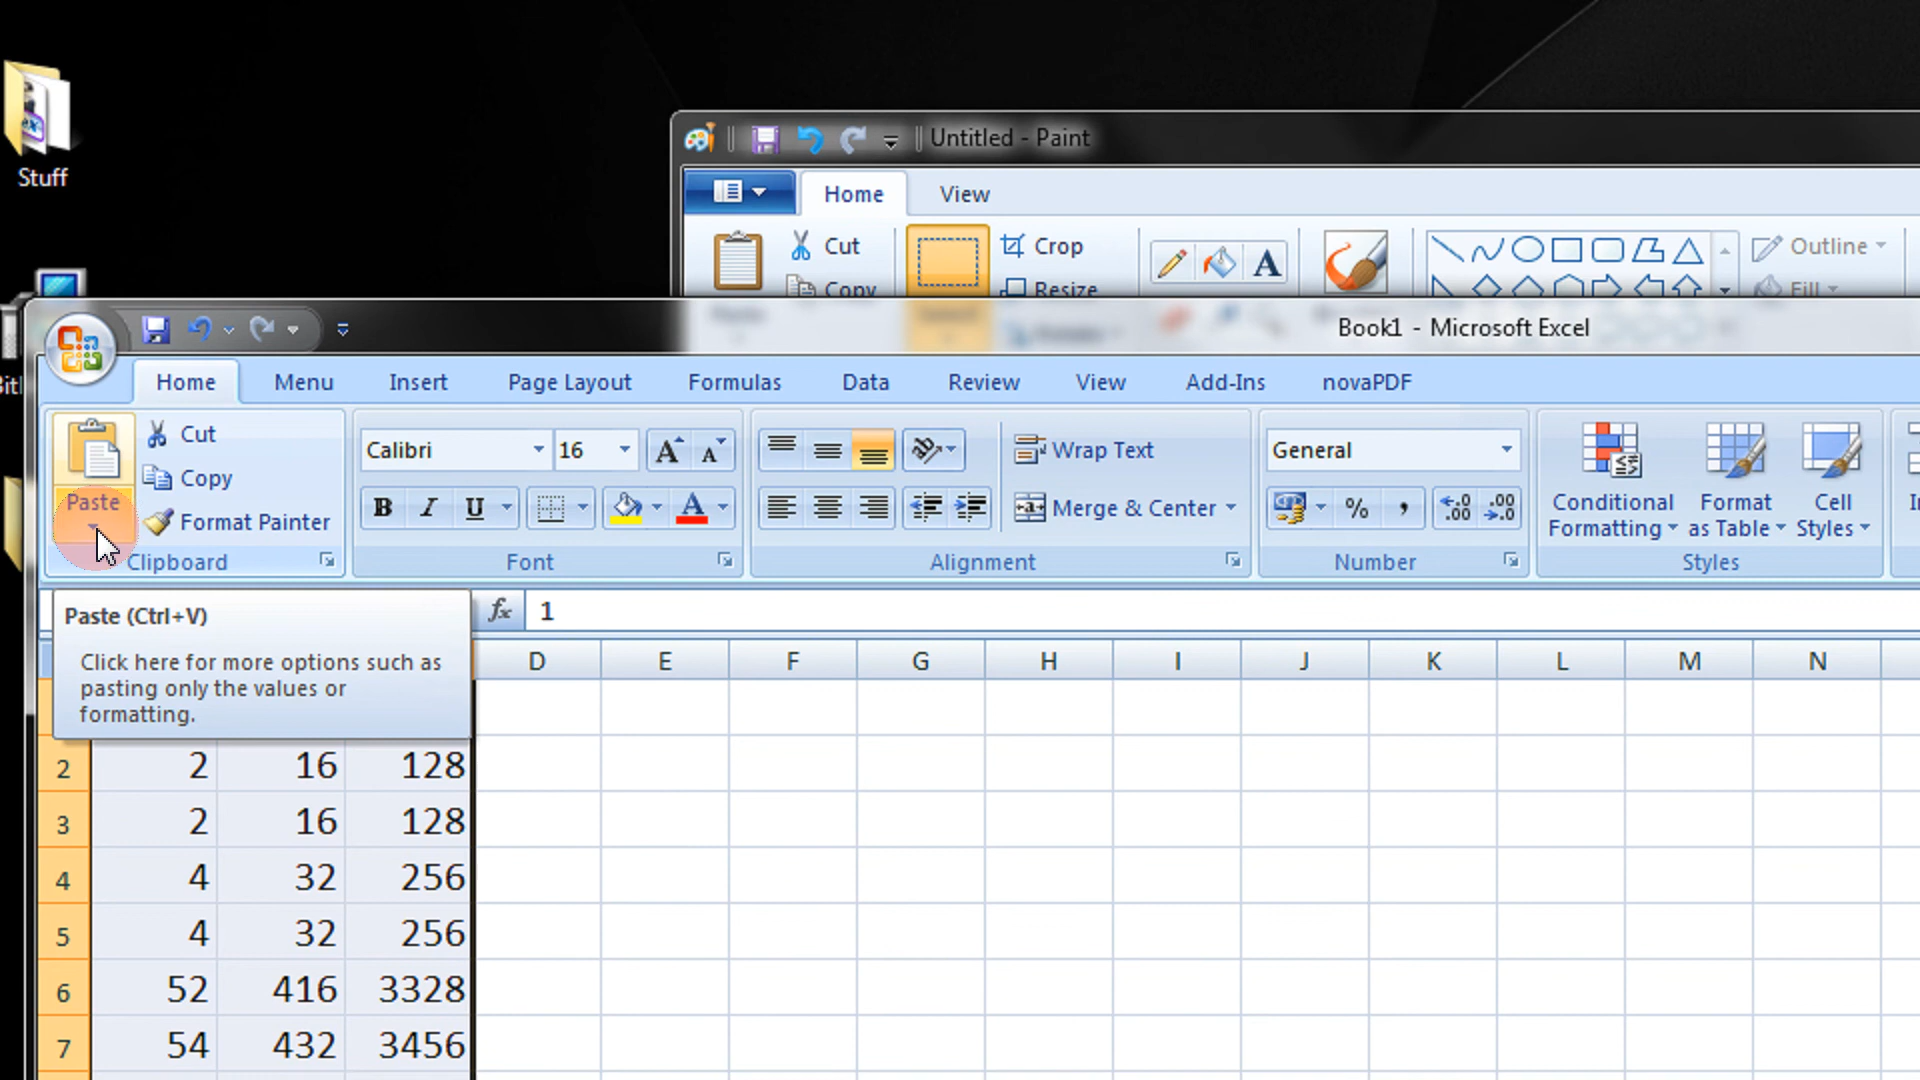 Stuff
Untitled - Paint
Home View
Cut
Crop
Outline
Copy
Resize
Fill
Book1 - Microsoft Excel
Home Menu Insert Page Layout Formulas Data Review View Add-Ins novaPDF
Paste
Cut
Copy
Format Painter
Clipboard
Calibri 16
B I U
Font
Wrap Text
Merge & Center
Alignment
General
% ,
Number
Conditional Formatting
Format as Table
Cell Styles
Styles
fx 1
Paste (Ctrl+V)
Click here for more options such as
pasting only the values or
formatting.
D E F G H I J K L M N
2 2 16 128
3 2 16 128
4 4 32 256
5 4 32 256
6 52 416 3328
7 54 432 3456